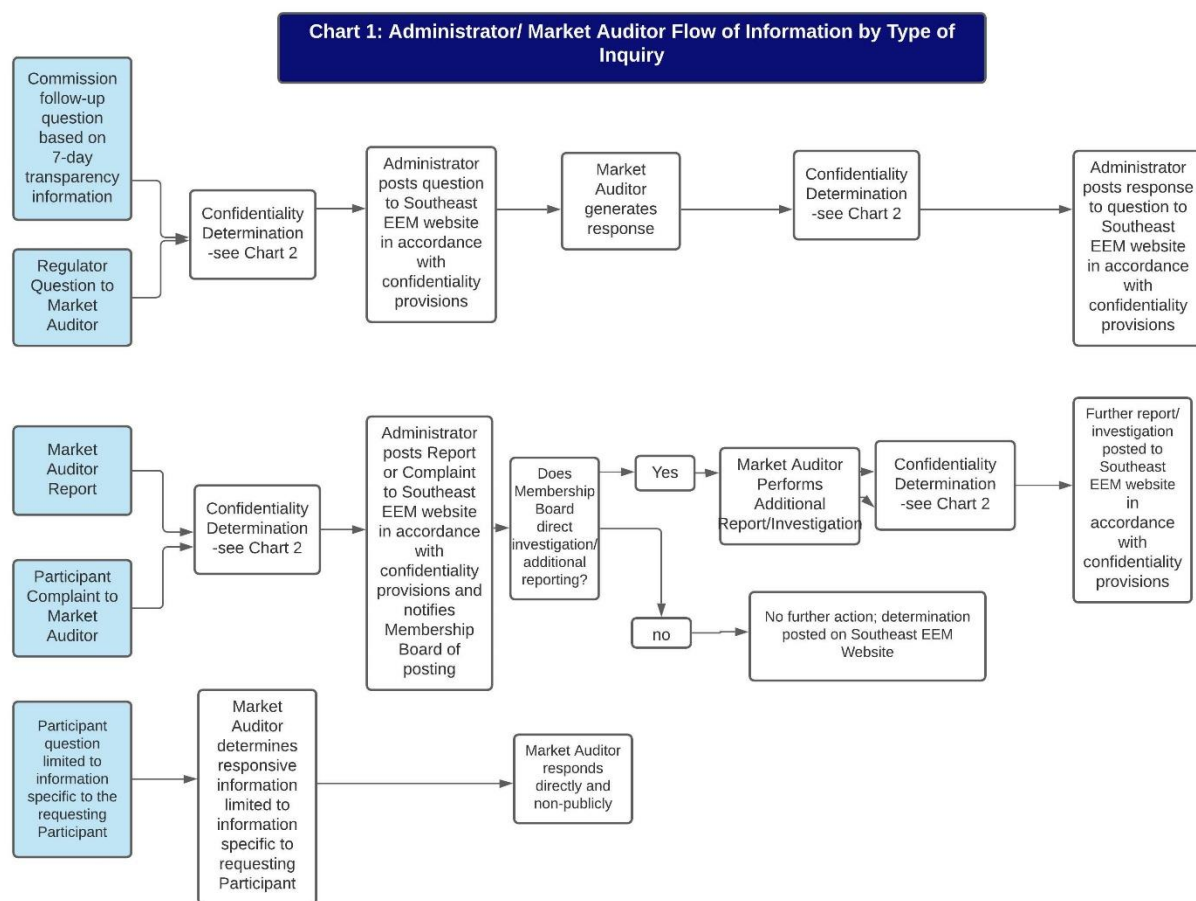 Chart 1: Administrator/ Market Auditor Flow of Information by Type of
Inquiry
Commission
follow-up
question
based on
7-day
transparency
information
Regulator
Question to
Market
Auditor
Confidentiality
Determination
-see Chart 2
Administrator
posts question
to Southeast
EEM website
in accordance
with
confidentiality
provisions
Market
Auditor
generates
response
Confidentiality
Determination
-see Chart 2
Administrator
posts response
to question to
Southeast
EEM website
in accordance
with
confidentiality
provisions
Market
Auditor
Report
Participant
Complaint to
Market
Auditor
Confidentiality
Determination
-see Chart 2
Administrator
posts Report
or Complaint
to Southeast
EEM website
in accordance
with
confidentiality
provisions and
notifies
Membership
Board of
posting
Does
Membership
Board
direct
investigation/
additional
reporting?
Yes
Market Auditor
Performs
Additional
Report/Investigation
Confidentiality
Determination
-see Chart 2
Further report/
investigation
posted to
Southeast
EEM website
in
accordance
with
confidentiality
provisions
no
No further action; determination
posted on Southeast EEM
Website
Participant
question
limited to
information
specific to the
requesting
Participant
Market
Auditor
determines
responsive
information
limited to
information
specific to
requesting
Participant
Market Auditor
responds
directly and
non-publicly